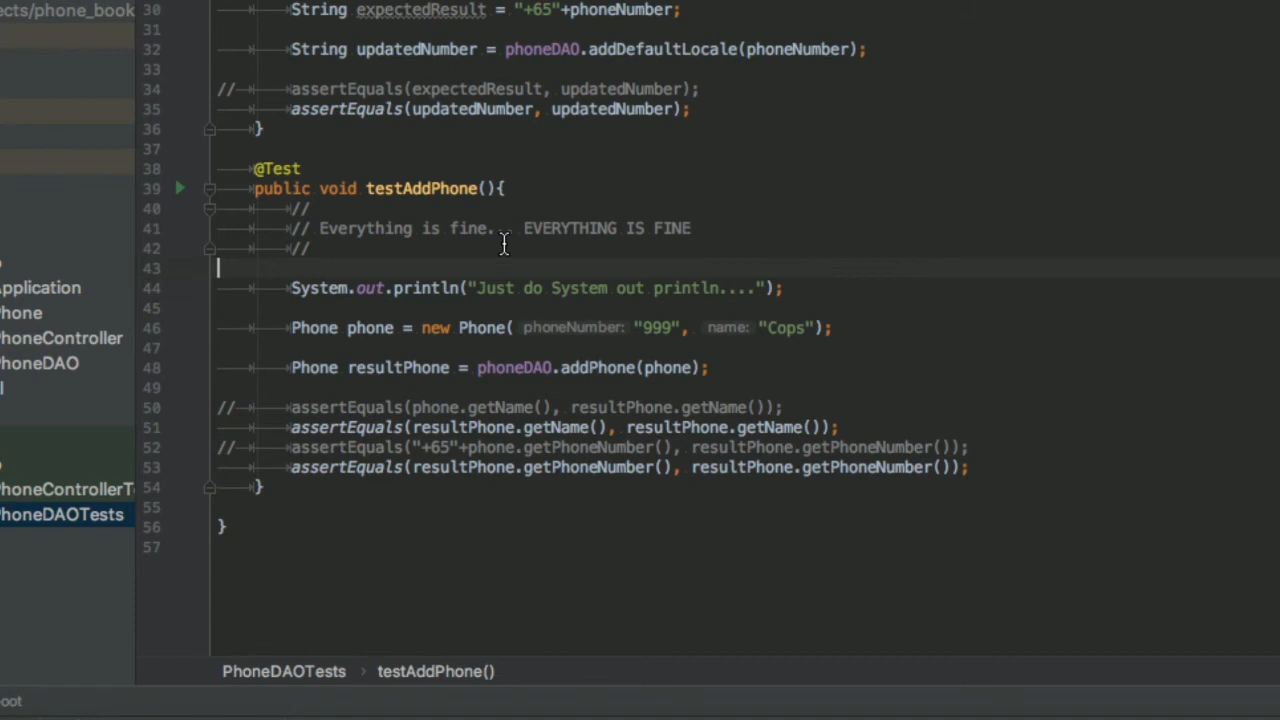 ects/phone_book
pplication
hone
honeController
honeDAO
l
honeControllerT
honeDAOTests
30 String expectedResult = "+65"+phoneNumber;
31
32 String updatedNumber = phoneDAO.addDefaultLocale(phoneNumber);
33
34 // assertEquals(expectedResult, updatedNumber);
35 assertEquals(updatedNumber, updatedNumber);
36 }
37
38 @Test
39 public void testAddPhone(){
40 //
41 // Everything is fine... EVERYTHING IS FINE
42 //
43
44 System.out.println("Just do System out println....");
45
46 Phone phone = new Phone( phoneNumber: "999", name: "Cops");
47
48 Phone resultPhone = phoneDAO.addPhone(phone);
49
50 // assertEquals(phone.getName(), resultPhone.getName());
51 assertEquals(resultPhone.getName(), resultPhone.getName());
52 // assertEquals("+65"+phone.getPhoneNumber(), resultPhone.getPhoneNumber());
53 assertEquals(resultPhone.getPhoneNumber(), resultPhone.getPhoneNumber());
54 }
55
56 }
57
PhoneDAOTests › testAddPhone()
oot